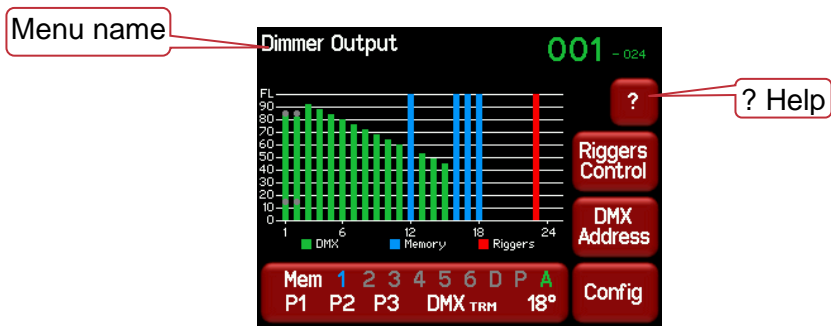 Menu name
Dimmer Output
001 - 024
?
? Help
FL
90
80
70
60
50
40
30
20
10
0
1 6 12 18 24
DMX Memory Riggers
Riggers
Control
DMX
Address
Mem 1 2 3 4 5 6 D P A
P1 P2 P3 DMX TRM 18°
Config